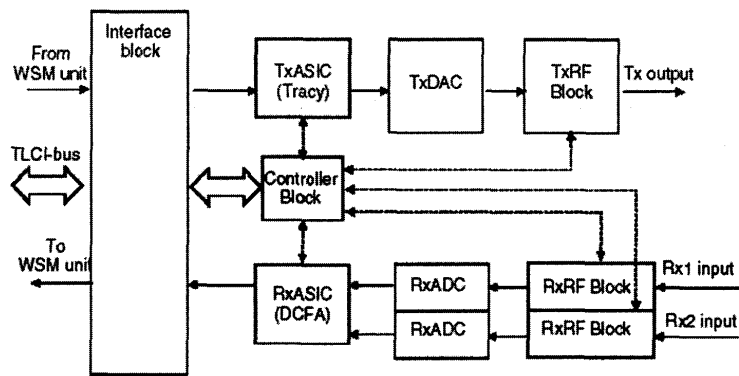 Interface
block
From
WSM unit
TxASIC
(Tracy)
TxDAC
TxRF
Block
Tx output
TLCI-bus
Controller
Block
To
WSM unit
RxASIC
(DCFA)
RxADC
RxADC
RxRF Block
RxRF Block
Rx1 input
Rx2 input